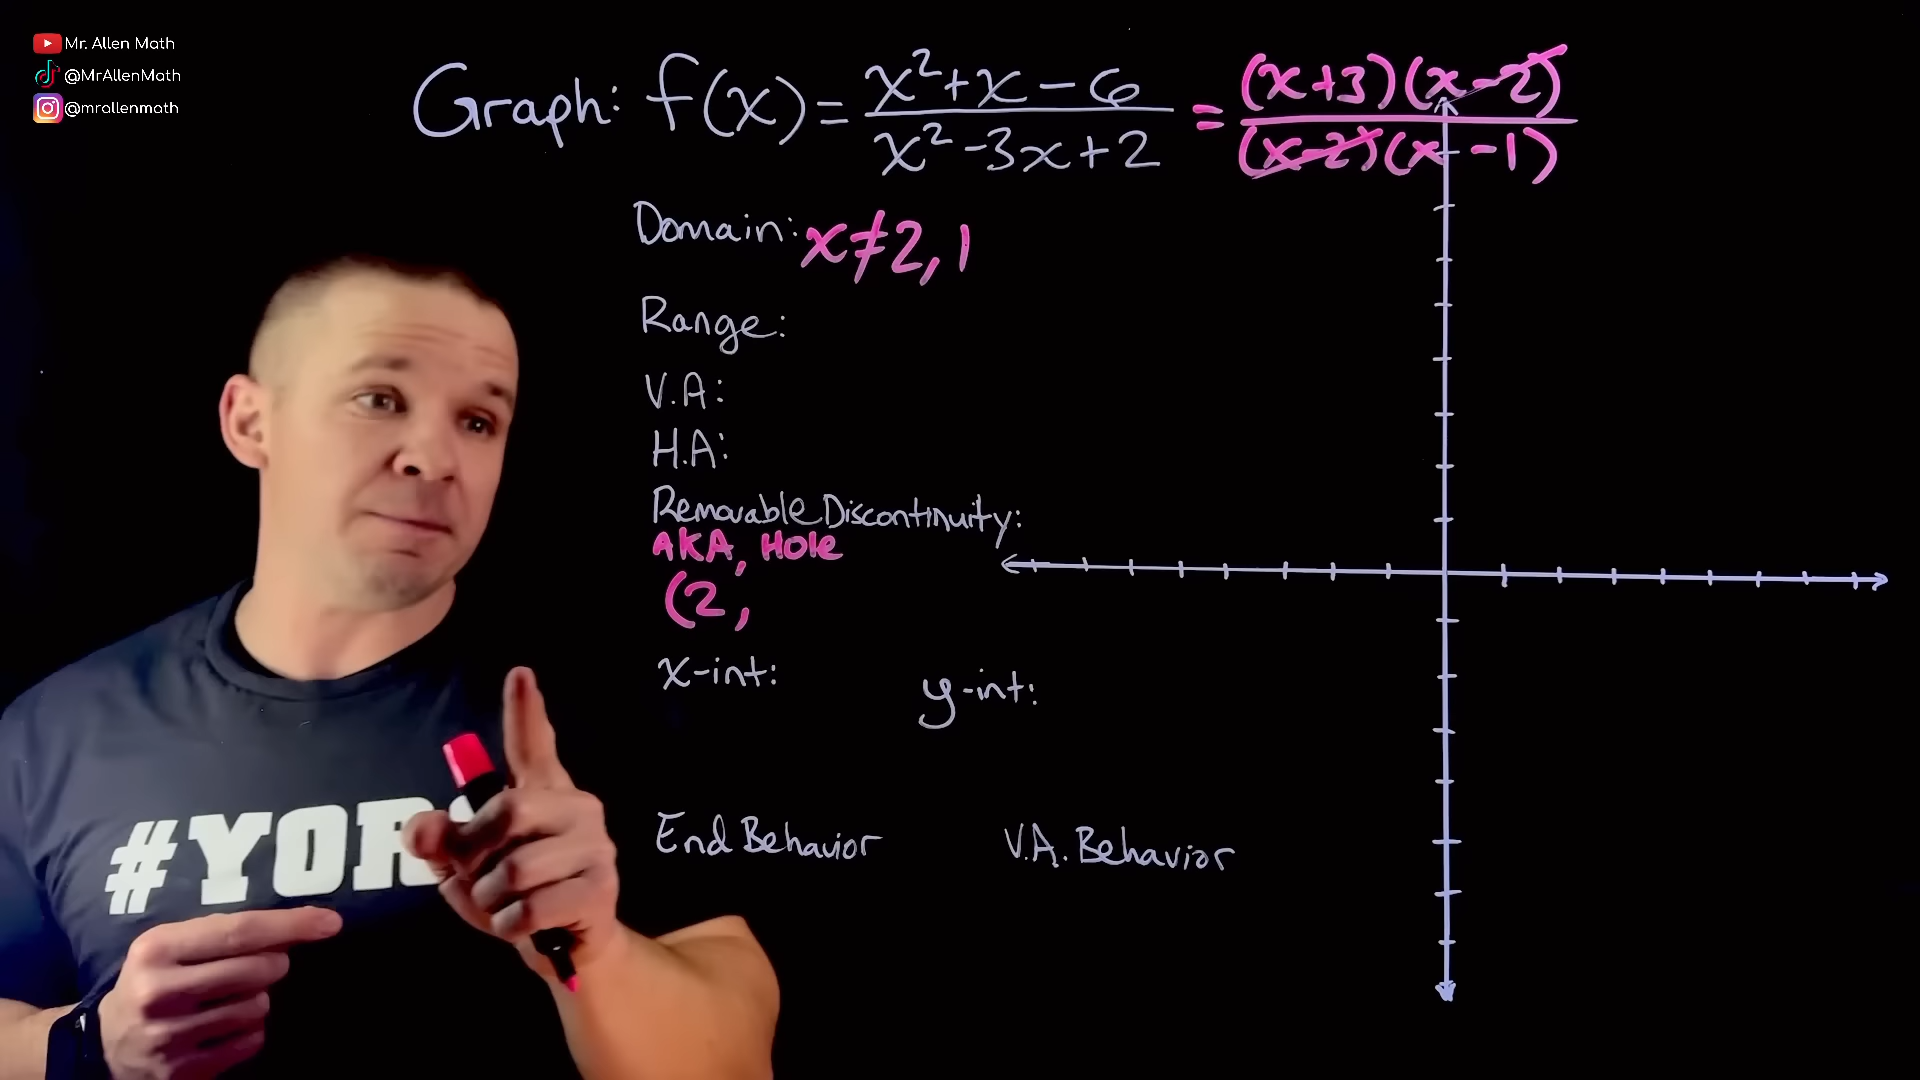 Mr. Allen Math
@MrAllenMath
@mrallenmath
Graph: f(x) = x²+x-6 / x²-3x+2 = (x+3)(x-2) / (x-2)(x-1)
Domain: x≠2, 1
Range:
V.A:
H.A:
Removable Discontinuity:
AKA, Hole
(2,
x-int:
y-int:
End Behavior
V.A. Behavior